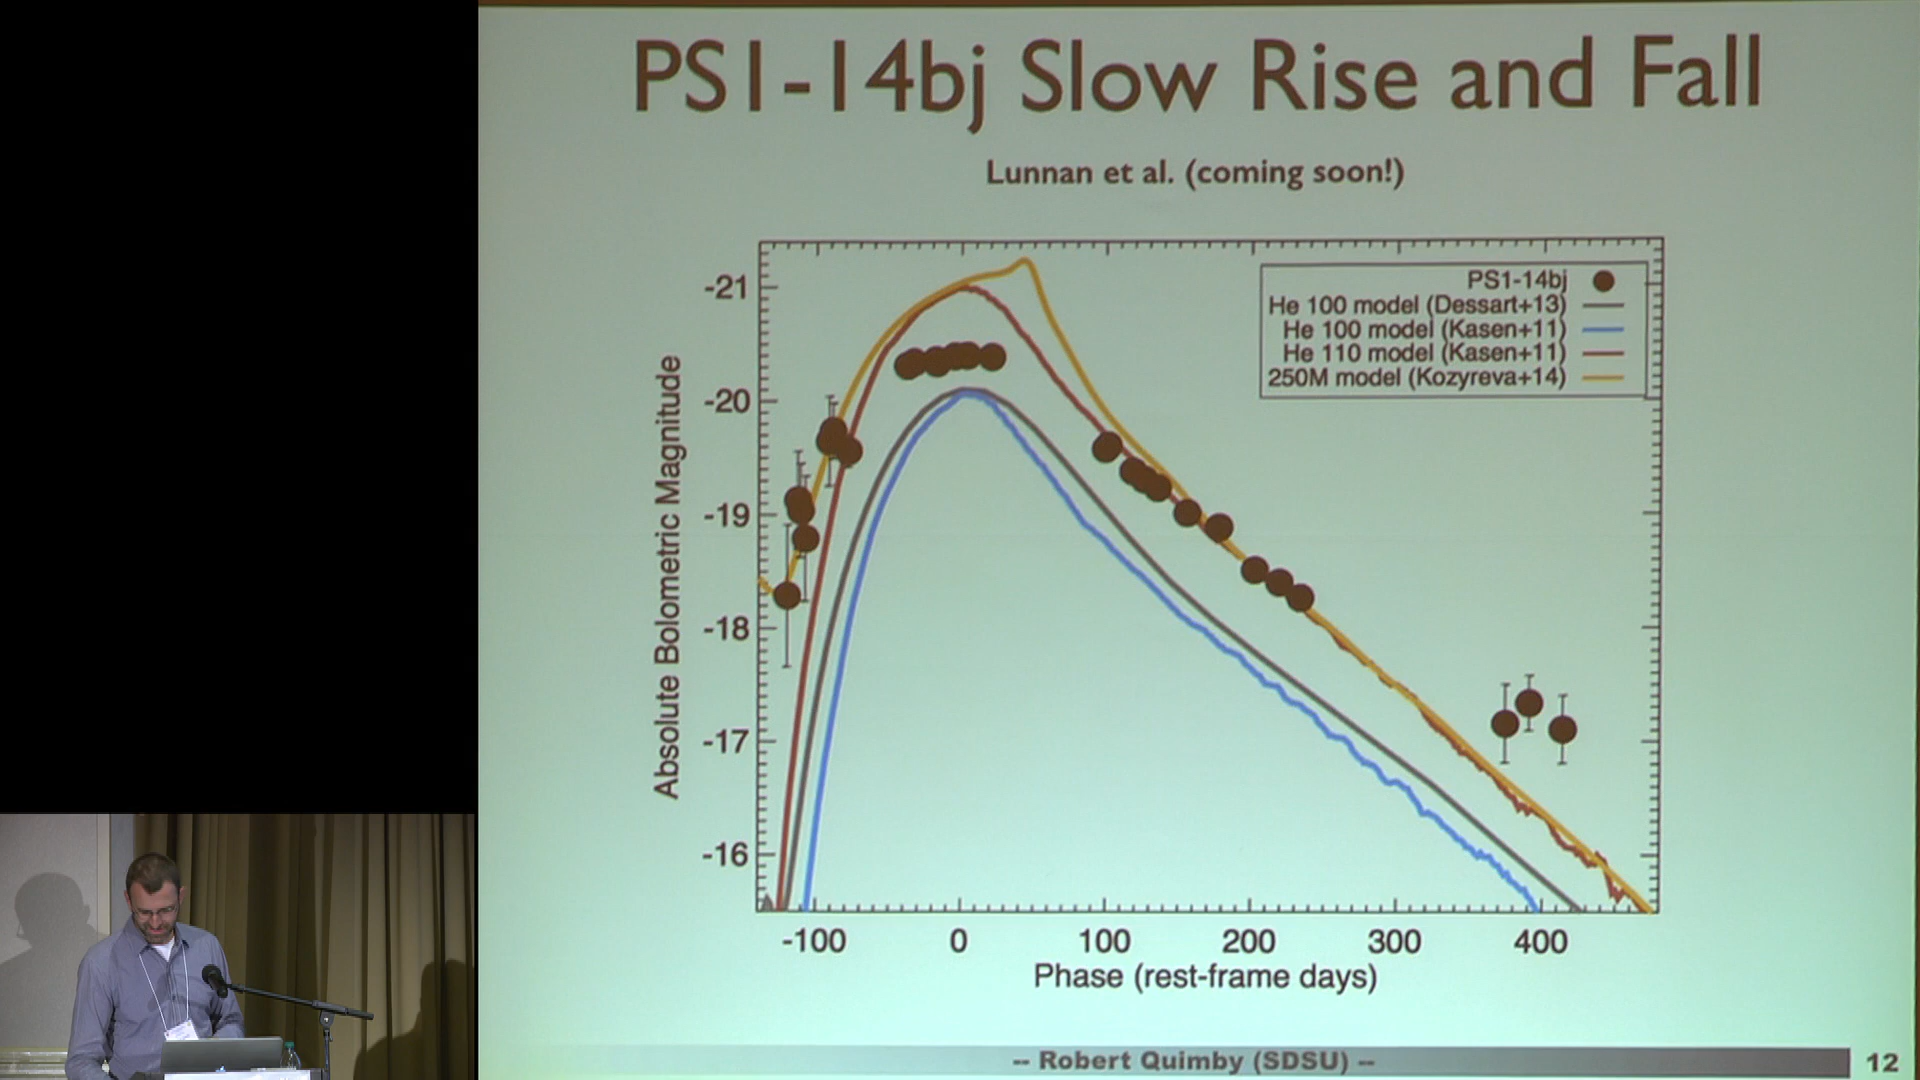 PS1-14bj Slow Rise and Fall
Lunnan et al. (coming soon!)
PS1-14bj
He 100 model (Dessart+13)
He 100 model (Kasen+11)
He 110 model (Kasen+11)
250M model (Kozyreva+14)
Absolute Bolometric Magnitude
-21
-20
-19
-18
-17
-16
-100 0 100 200 300 400
Phase (rest-frame days)
-- Robert Quimby (SDSU) --
12